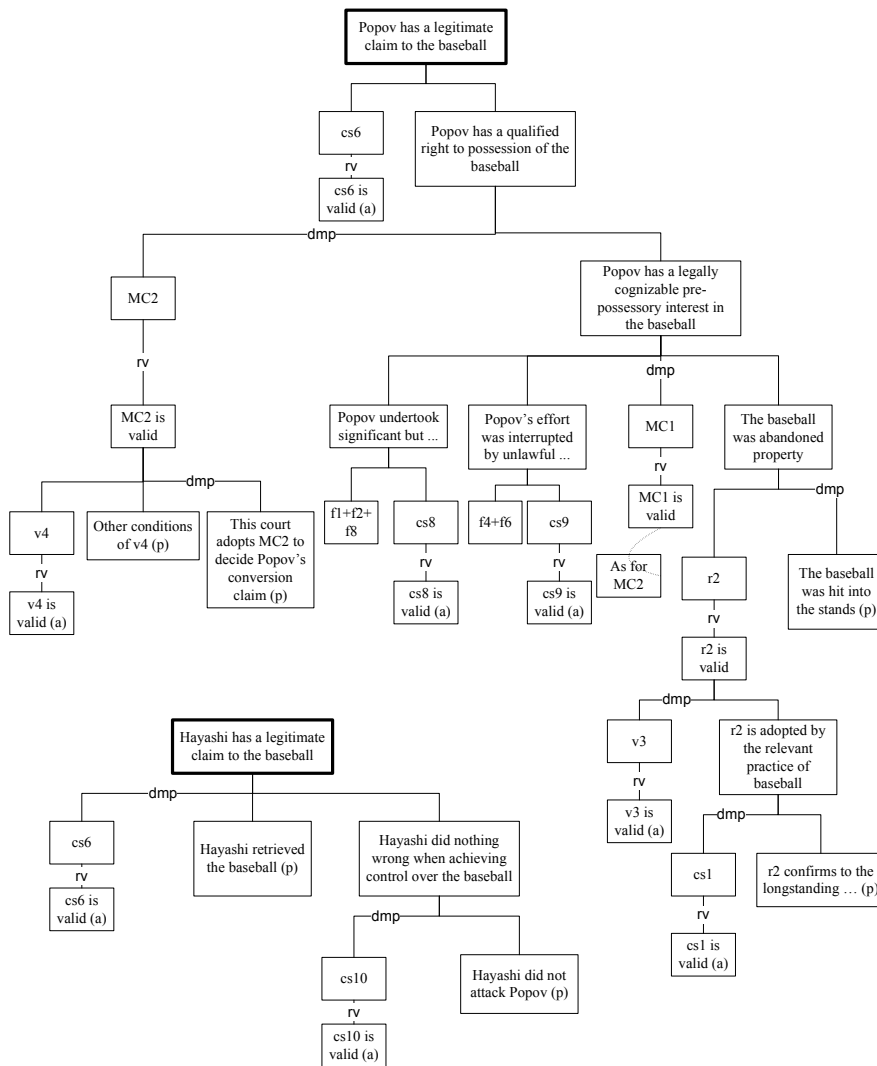 Popov has a legitimate
claim to the baseball
cs6
rv
cs6 is
valid (a)
Popov has a qualified
right to possession of the
baseball
dmp
MC2
rv
MC2 is
valid
dmp
v4
rv
v4 is
valid (a)
Other conditions
of v4 (p)
This court
adopts MC2 to
decide Popov's
conversion
claim (p)
Popov has a legally
cognizable pre-
possessory interest in
the baseball
dmp
Popov undertook
significant but ...
f1+f2+
f8
cs8
rv
cs8 is
valid (a)
Popov's effort
was interrupted
by unlawful ...
f4+f6
cs9
rv
cs9 is
valid (a)
MC1
rv
MC1 is
valid
As for
MC2
The baseball
was abandoned
property
dmp
r2
rv
r2 is
valid
The baseball
was hit into
the stands (p)
dmp
v3
rv
v3 is
valid (a)
r2 is adopted by
the relevant
practice of
baseball
dmp
cs1
rv
cs1 is
valid (a)
r2 confirms to the
longstanding … (p)
Hayashi has a legitimate
claim to the baseball
dmp
cs6
rv
cs6 is
valid (a)
Hayashi retrieved
the baseball (p)
Hayashi did nothing
wrong when achieving
control over the baseball
dmp
cs10
rv
cs10 is
valid (a)
Hayashi did not
attack Popov (p)